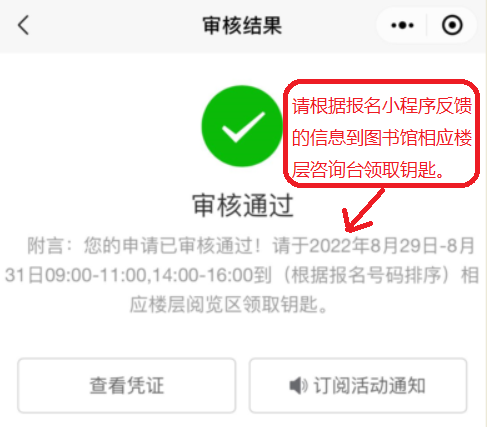 审核结果
请根据报名小程序反馈
的信息到图书馆相应楼
层咨询台领取钥匙。
审核通过
附言：您的申请已审核通过！请于2022年8月29日-8月
31日09:00-11:00,14:00-16:00到（根据报名号码排序）相
应楼层阅览区领取钥匙。
查看凭证
订阅活动通知